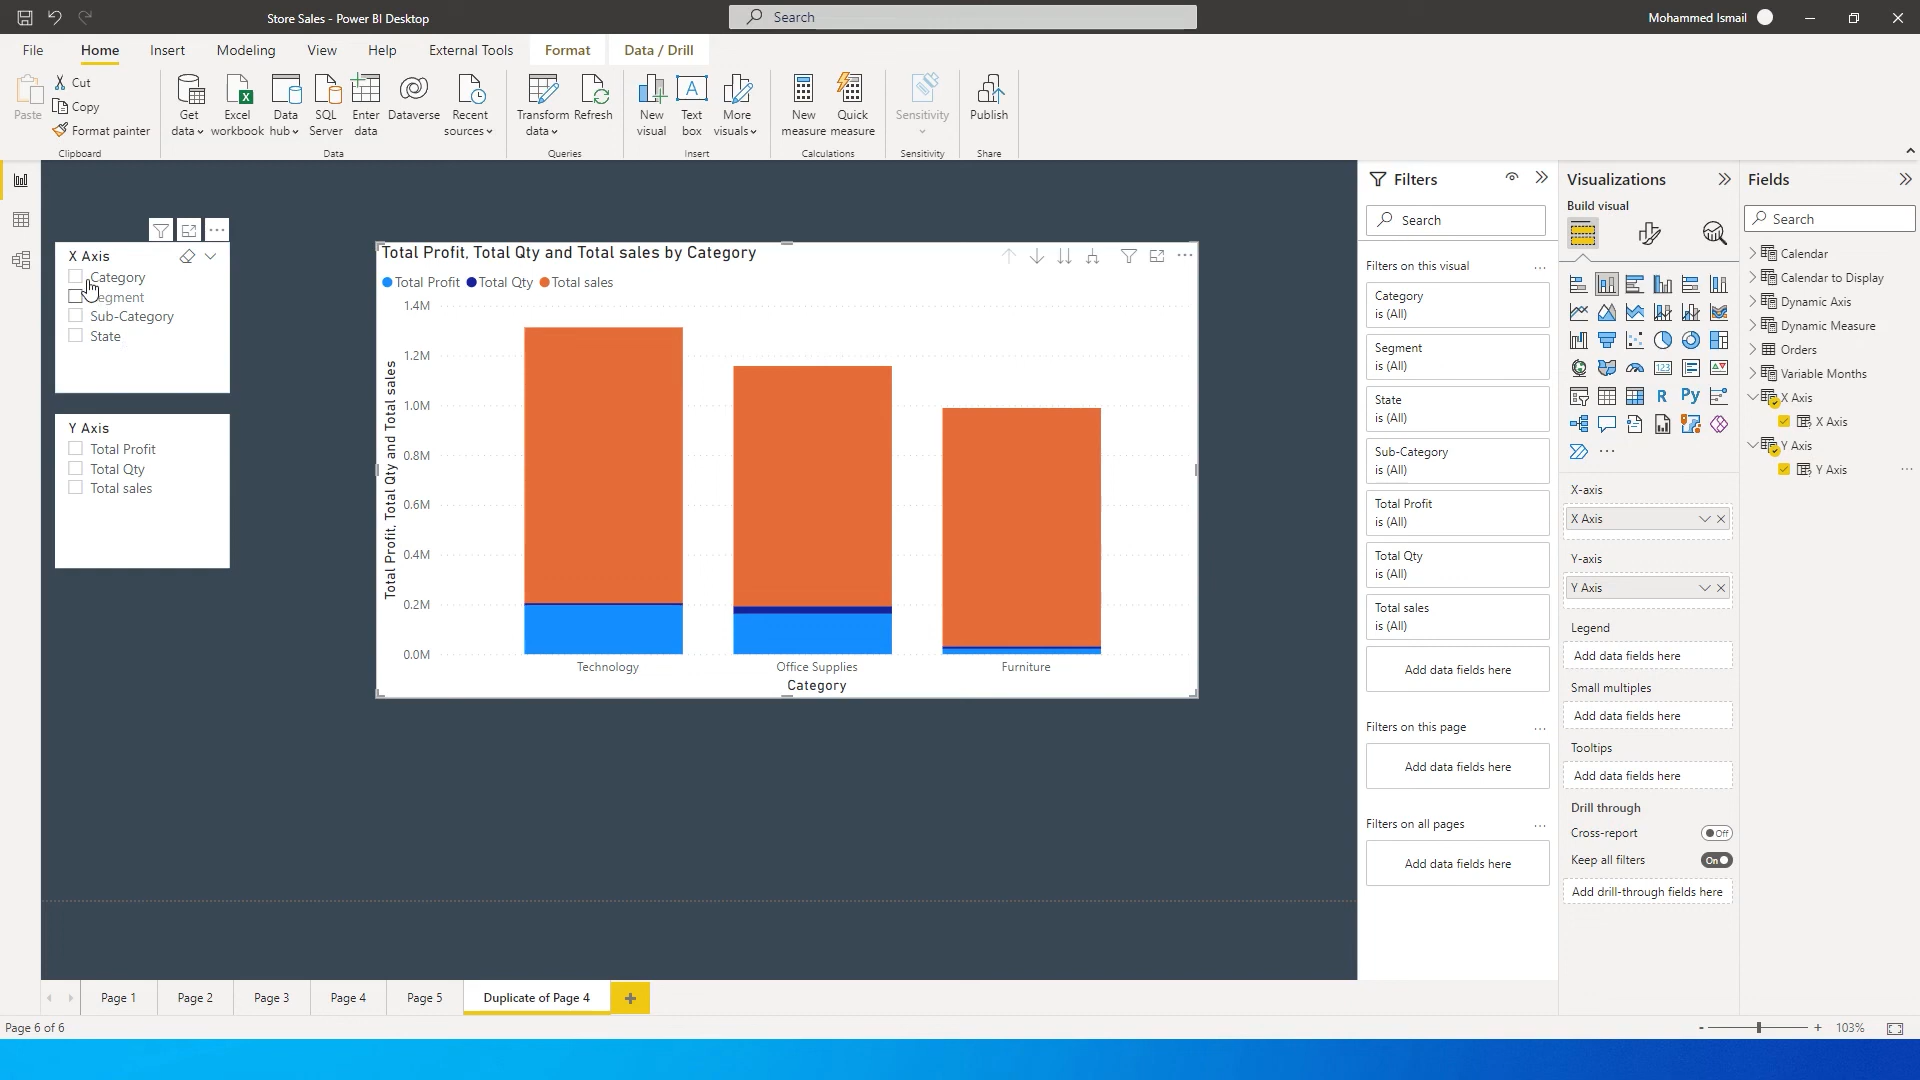 Store Sales - Power BI Desktop
Search
Mohammed Ismail
File
Home
Insert
Modeling
View
Help
External Tools
Format
Data / Drill
Paste
Cut
Copy
Format painter
Clipboard
Get data
Excel workbook
Data hub
SQL Server
Enter data
Dataverse
Recent sources
Data
Transform data
Refresh
Queries
New visual
Text box
More visuals
Insert
New measure
Quick measure
Calculations
Sensitivity
Sensitivity
Publish
Share
X Axis
Category
Segment
Sub-Category
State
Y Axis
Total Profit
Total Qty
Total sales
Total Profit, Total Qty and Total sales by Category
Total Profit
Total Qty
Total sales
Total Profit, Total Qty and Total sales
1.4M
1.2M
1.0M
0.8M
0.6M
0.4M
0.2M
0.0M
Technology
Office Supplies
Furniture
Category
Filters
Search
Filters on this visual
Category
is (All)
Segment
is (All)
State
is (All)
Sub-Category
is (All)
Total Profit
is (All)
Total Qty
is (All)
Total sales
is (All)
Add data fields here
Filters on this page
Add data fields here
Filters on all pages
Add data fields here
Visualizations
Build visual
123
R
Py
X-axis
X Axis
Y-axis
Y Axis
Legend
Add data fields here
Small multiples
Add data fields here
Tooltips
Add data fields here
Drill through
Cross-report
Off
Keep all filters
On
Add drill-through fields here
Fields
Search
Calendar
Calendar to Display
Dynamic Axis
Dynamic Measure
Orders
Variable Months
X Axis
X Axis
Y Axis
Y Axis
Page 1
Page 2
Page 3
Page 4
Page 5
Duplicate of Page 4
Page 6 of 6
103%